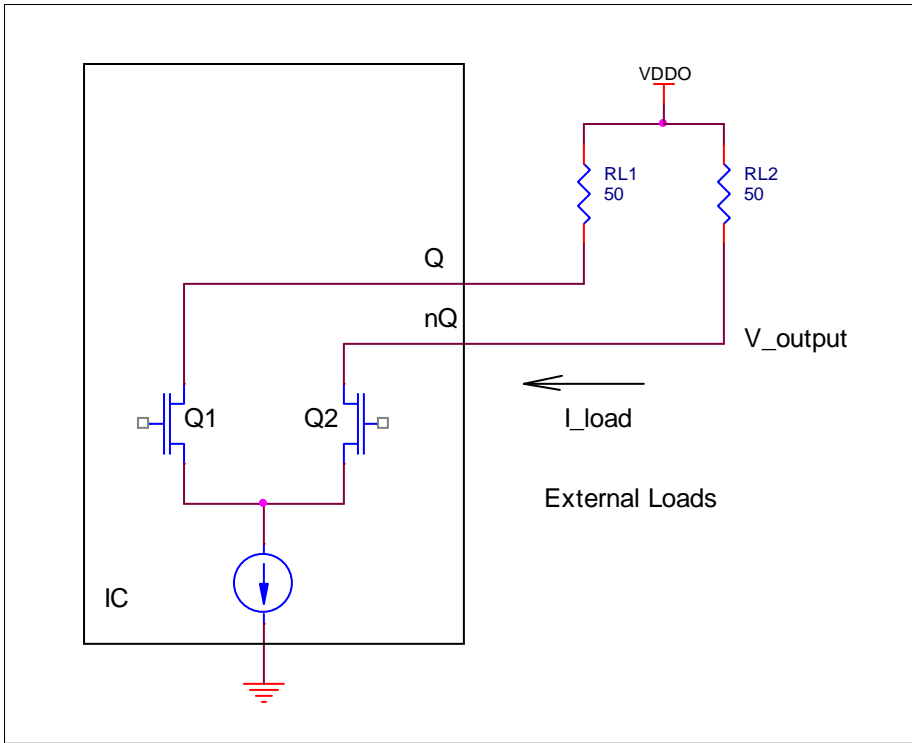 VDDO
RL1
50
RL2
50
Q
nQ
V_output
Q1
Q2
I_load
External Loads
IC